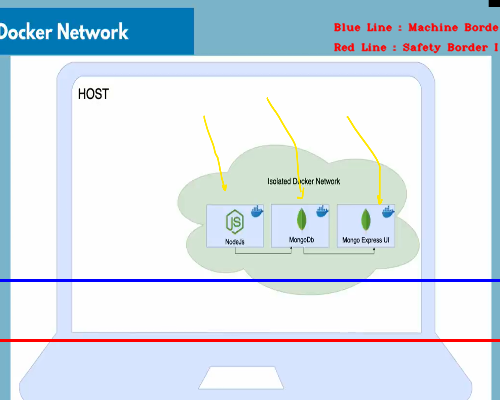 Docker Network
Blue Line : Machine Borde
Red Line : Safety Border I
HOST
Isolated Docker Network
JS
NodeJs
MongoDb
Mongo Express UI